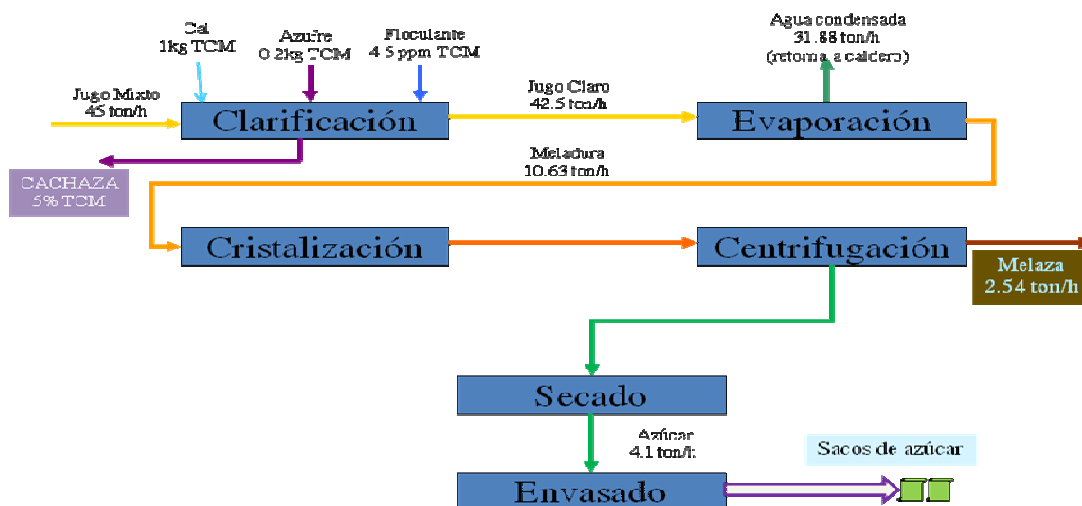 Cal
1kg TCM
Azufre
0.2kg TCM
Floculante
4.5 ppm TCM
Agua condensada
31.88 ton/h
(retorna a caldero)
Jugo Mixto
45 ton/h
Clarificación
Jugo Claro
42.5 ton/h
Evaporación
CACHAZA
5% TCM
Meladura
10.63 ton/h
Cristalización
Centrifugación
Melaza
2.54 ton/h
Secado
Azúcar
4.1 ton/h
Envasado
Sacos de azúcar